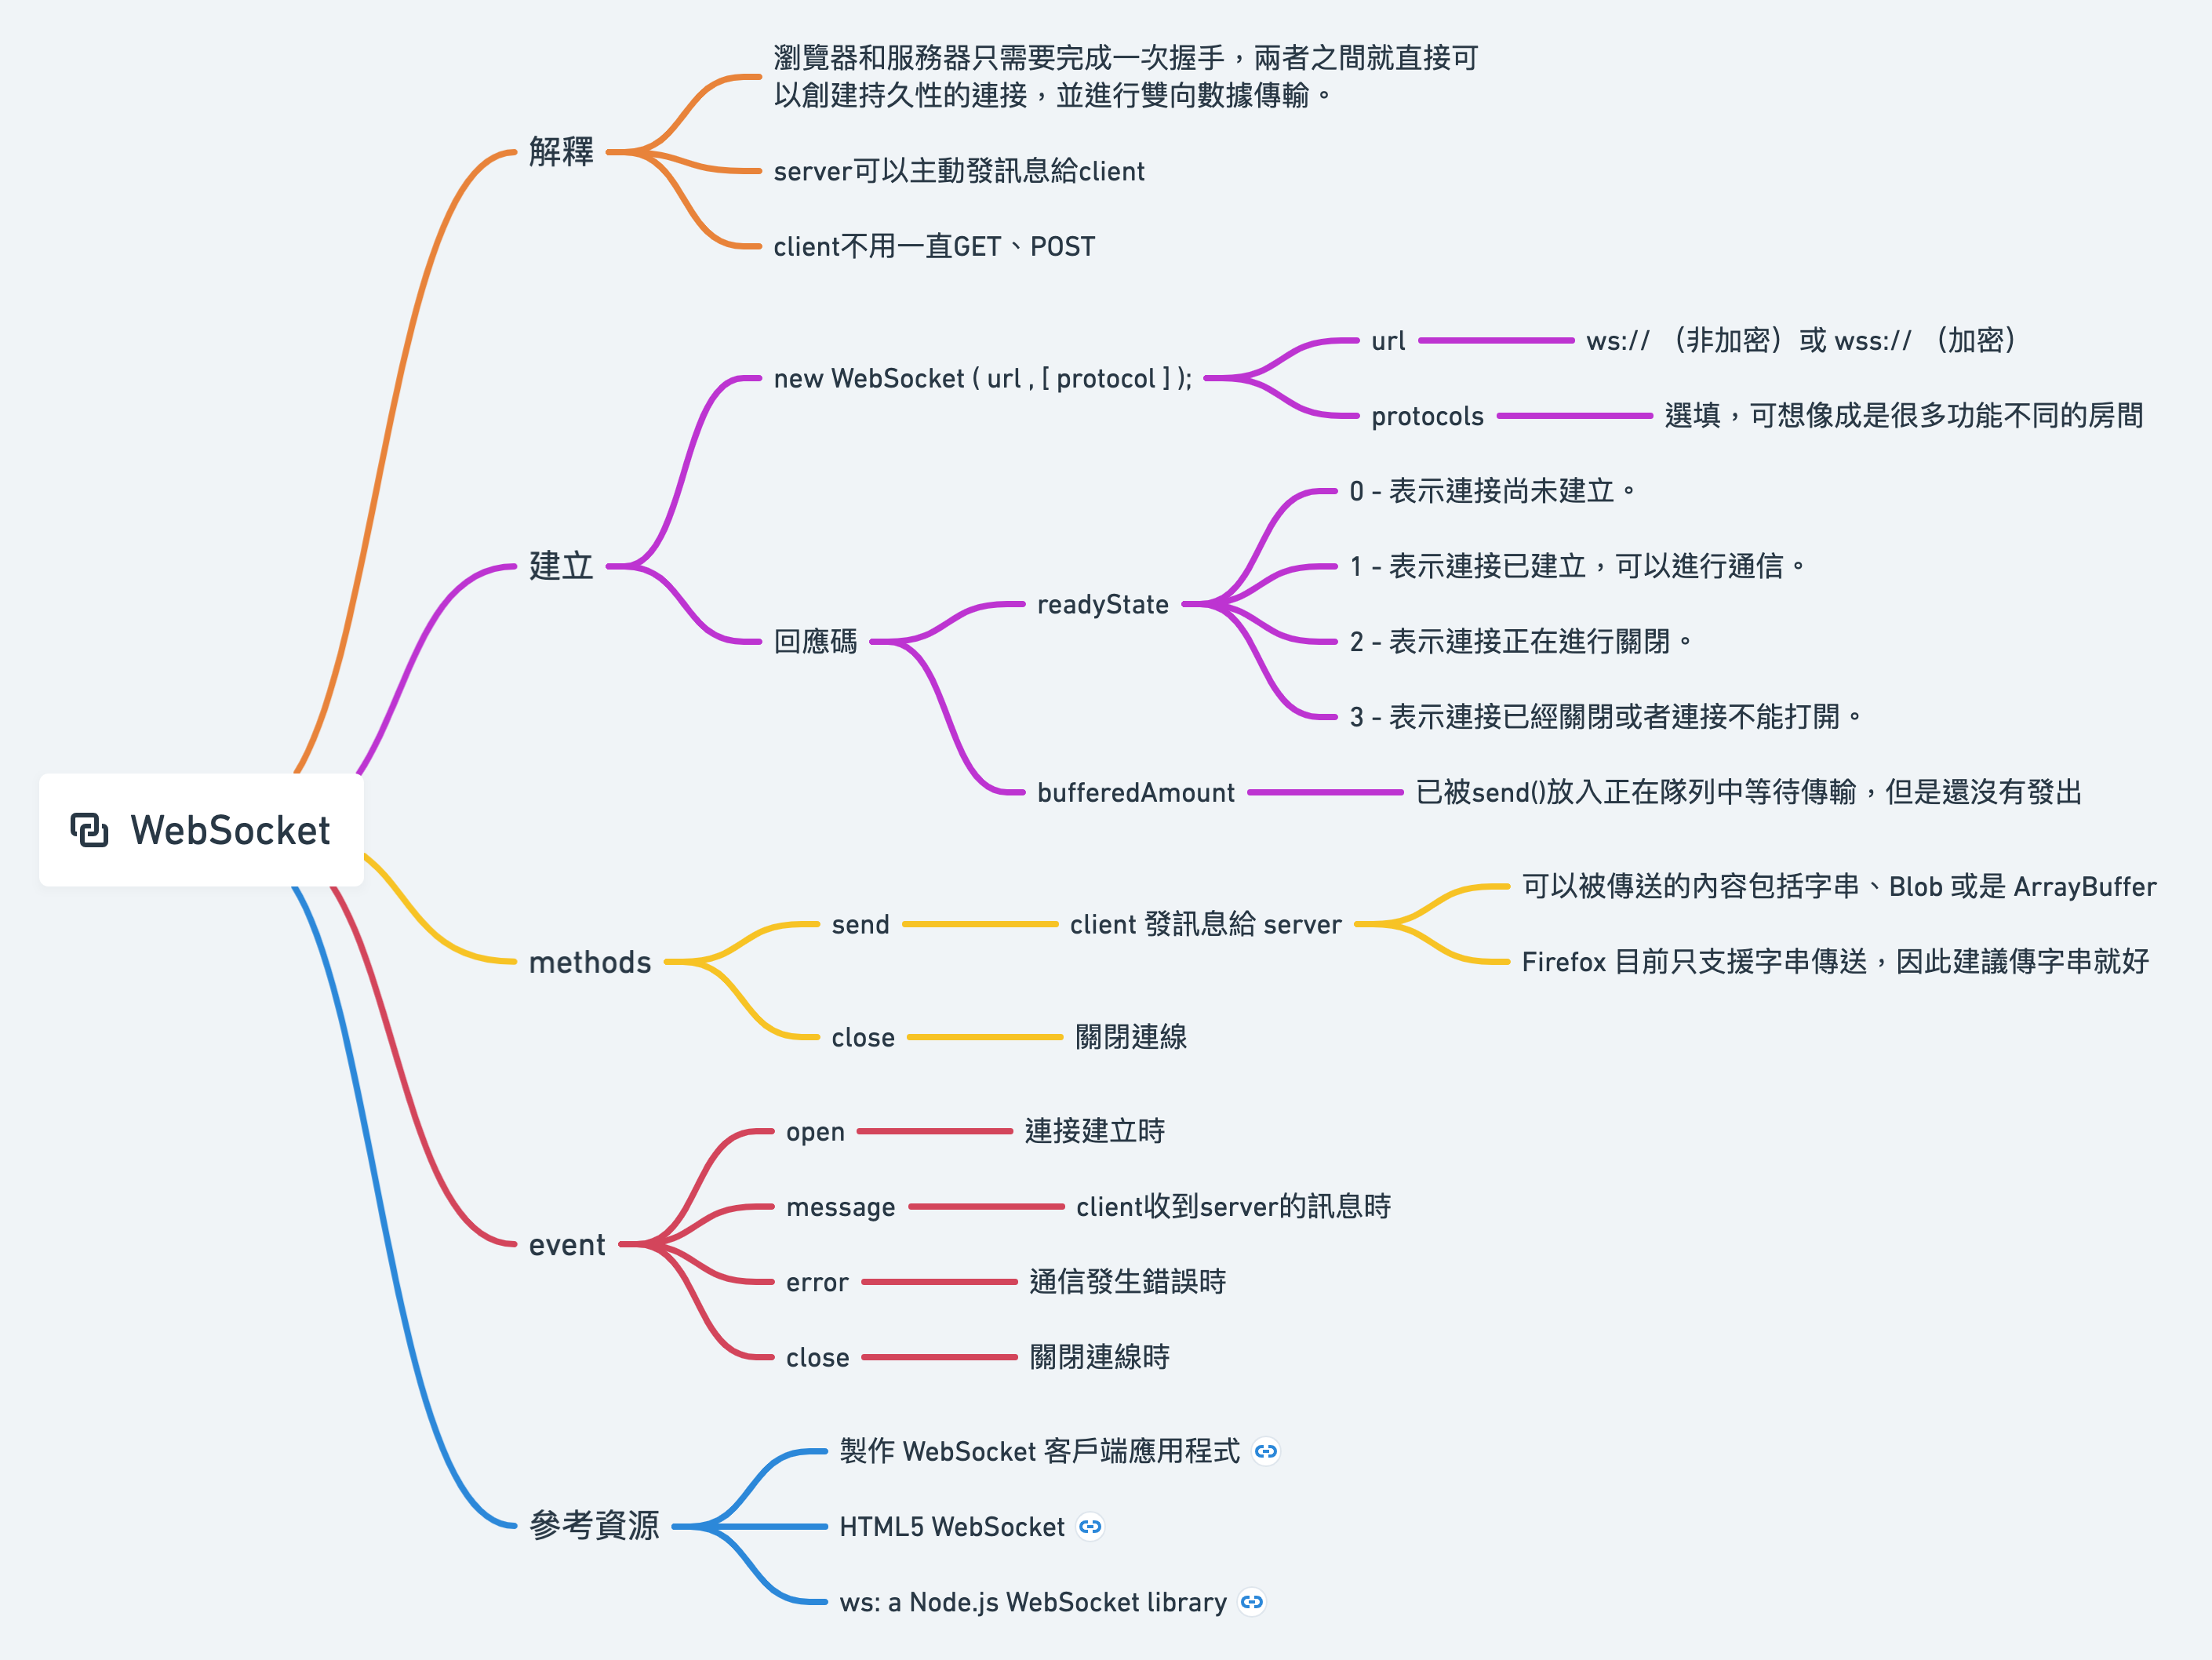 瀏覽器和服務器只需要完成一次握手，兩者之間就直接可
以創建持久性的連接，並進行雙向數據傳輸。
解釋
server可以主動發訊息給client
client不用一直GET、POST
url
ws:// （非加密）或 wss:// （加密）
new WebSocket ( url , [ protocol ] );
protocols
選填，可想像成是很多功能不同的房間
0 - 表示連接尚未建立。
建立
1 - 表示連接已建立，可以進行通信。
readyState
回應碼
2 - 表示連接正在進行關閉。
3 - 表示連接已經關閉或者連接不能打開。
bufferedAmount
已被send()放入正在隊列中等待傳輸，但是還沒有發出
WebSocket
可以被傳送的內容包括字串、Blob 或是 ArrayBuffer
send
client 發訊息給 server
methods
Firefox 目前只支援字串傳送，因此建議傳字串就好
close
關閉連線
open
連接建立時
message
client收到server的訊息時
event
error
通信發生錯誤時
close
關閉連線時
製作 WebSocket 客戶端應用程式
參考資源
HTML5 WebSocket
ws: a Node.js WebSocket library